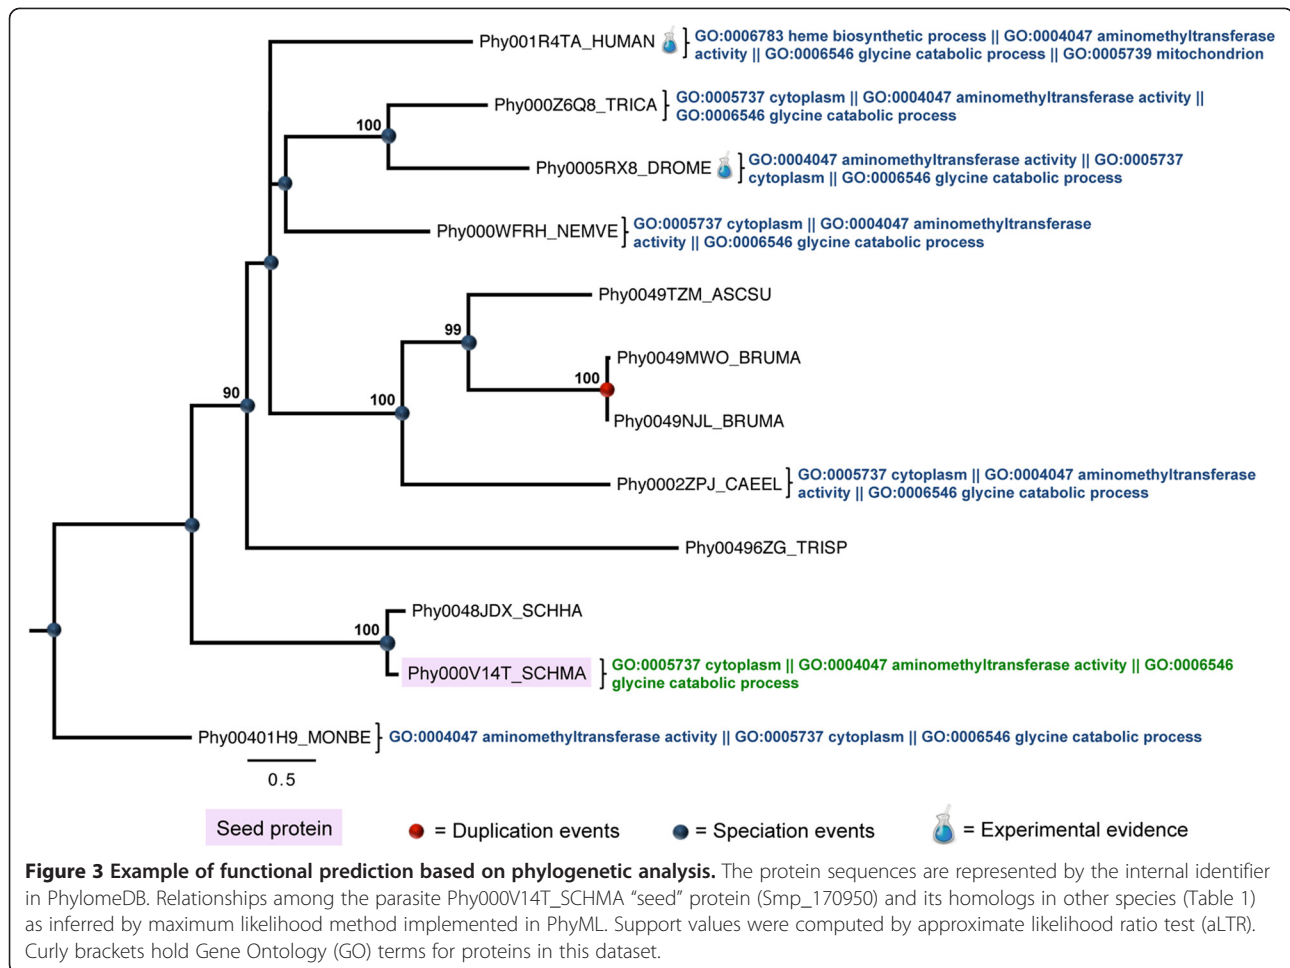 Phy001R4TA_HUMAN
GO:0006783 heme biosynthetic process || GO:0004047 aminomethyltransferase
activity || GO:0006546 glycine catabolic process || GO:0005739 mitochondrion
Phy000Z6Q8_TRICA
GO:0005737 cytoplasm || GO:0004047 aminomethyltransferase activity ||
GO:0006546 glycine catabolic process
100
Phy0005RX8_DROME
GO:0004047 aminomethyltransferase activity || GO:0005737
cytoplasm || GO:0006546 glycine catabolic process
Phy000WFRH_NEMVE
GO:0005737 cytoplasm || GO:0004047 aminomethyltransferase
activity || GO:0006546 glycine catabolic process
Phy0049TZM_ASCSU
99
Phy0049MWO_BRUMA
100
100
90
Phy0049NJL_BRUMA
Phy0002ZPJ_CAEEL
GO:0005737 cytoplasm || GO:0004047 aminomethyltransferase
activity || GO:0006546 glycine catabolic process
Phy00496ZG_TRISP
Phy0048JDX_SCHHA
100
Phy000V14T_SCHMA
GO:0005737 cytoplasm || GO:0004047 aminomethyltransferase activity || GO:0006546
glycine catabolic process
Phy00401H9_MONBE
GO:0004047 aminomethyltransferase activity || GO:0005737 cytoplasm || GO:0006546 glycine catabolic process
0.5
Seed protein
= Duplication events
= Speciation events
= Experimental evidence
Figure 3 Example of functional prediction based on phylogenetic analysis. The protein sequences are represented by the internal identifier
in PhylomeDB. Relationships among the parasite Phy000V14T_SCHMA “seed” protein (Smp_170950) and its homologs in other species (Table 1)
as inferred by maximum likelihood method implemented in PhyML. Support values were computed by approximate likelihood ratio test (aLTR).
Curly brackets hold Gene Ontology (GO) terms for proteins in this dataset.